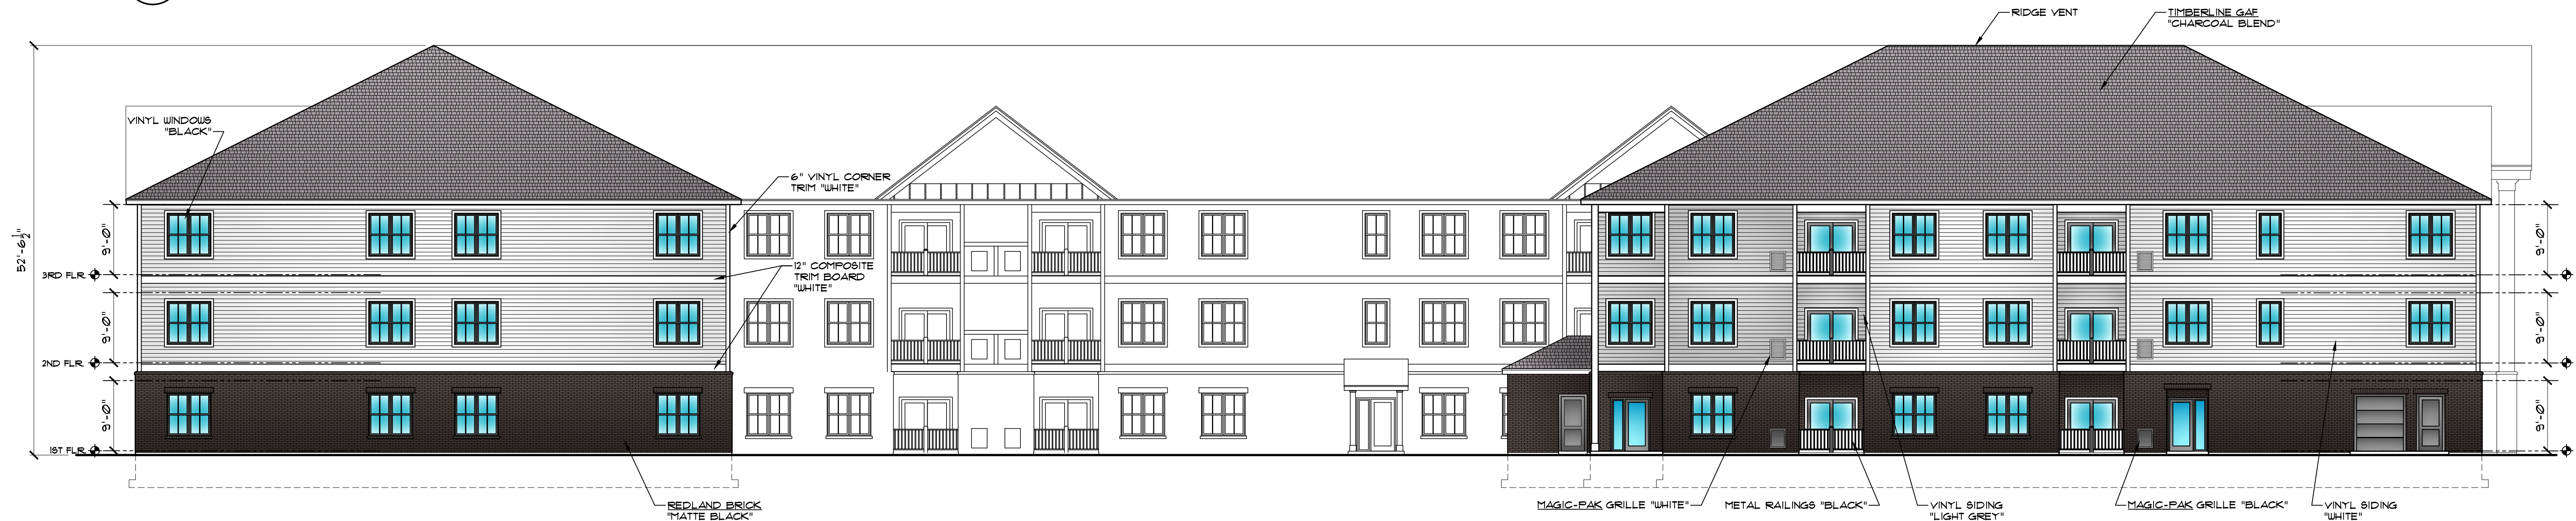 RIDGE VENT
TIMBERLINE GAF
"CHARCOAL BLEND"
VINYL WINDOWS
"BLACK"
6" VINYL CORNER
TRIM "WHITE"
12" COMPOSITE
TRIM BOARD
"WHITE"
52'-6½"
9'-0"
9'-0"
9'-0"
3RD FLR.
2ND FLR.
1ST FLR.
9'-0"
9'-0"
9'-0"
REDLAND BRICK
"MATTE BLACK"
MAGIC-PAK GRILLE "WHITE"
METAL RAILINGS "BLACK"
VINYL SIDING
"LIGHT GREY"
MAGIC-PAK GRILLE "BLACK"
VINYL SIDING
"WHITE"